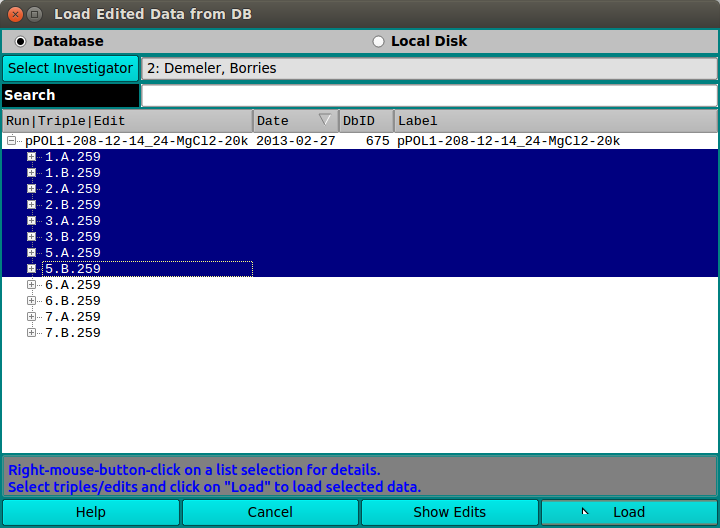 Load Edited Data from DB
Database Local Disk
Select Investigator 2: Demeler, Borries
Search
Run|Triple|Edit Date DbID Label
pPOL1-208-12-14_24-MgCl2-20k 2013-02-27 675 pPOL1-208-12-14_24-MgCl2-20k
1.A.259
1.B.259
2.A.259
2.B.259
3.A.259
3.B.259
5.A.259
5.B.259
6.A.259
6.B.259
7.A.259
7.B.259
Right-mouse-button-click on a list selection for details.
Select triples/edits and click on "Load" to load selected data.
Help Cancel Show Edits Load